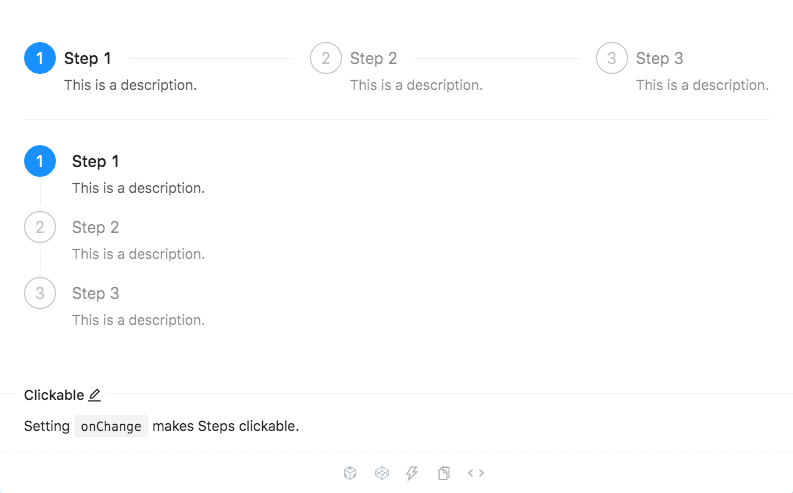 1 Step 1 2 Step 2 3 Step 3
This is a description. This is a description. This is a description.
1 Step 1
This is a description.
2 Step 2
This is a description.
3 Step 3
This is a description.
Clickable
Setting onChange makes Steps clickable.